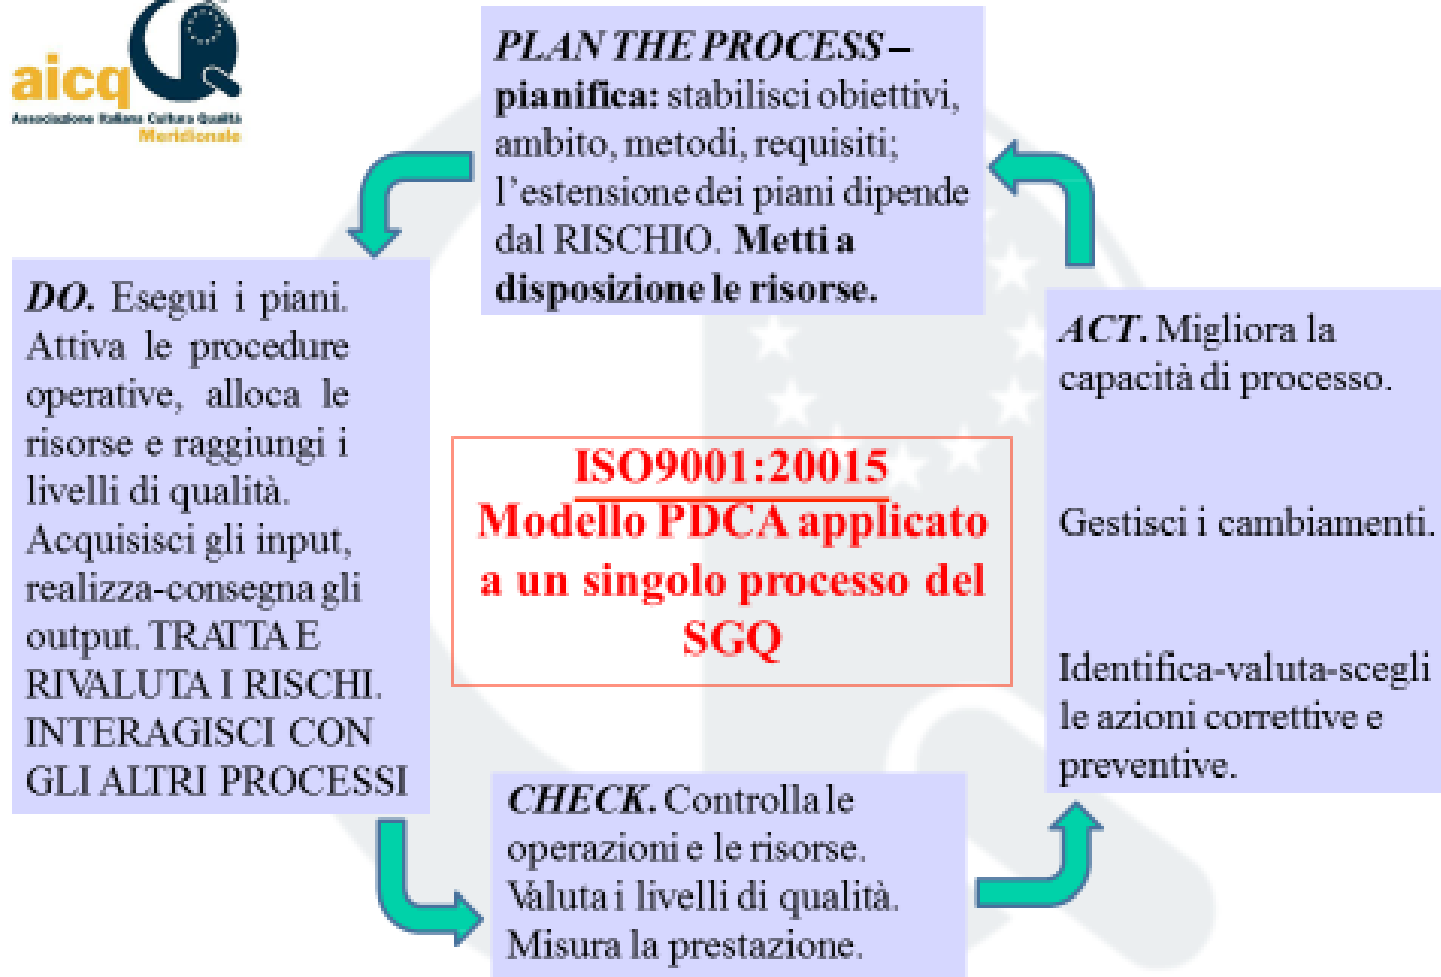 aicq
Associazione Italiana Cultura Qualità
Meridionale
PLAN THE PROCESS –
pianifica: stabilisci obiettivi,
ambito, metodi, requisiti;
l’estensione dei piani dipende
dal RISCHIO. Metti a
disposizione le risorse.
DO. Esegui i piani.
Attiva le procedure
operative, alloca le
risorse e raggiungi i
livelli di qualità.
Acquisisci gli input,
realizza-consegna gli
output. TRATTA E
RIVALUTA I RISCHI.
INTERAGISCI CON
GLI ALTRI PROCESSI
ISO9001:20015
Modello PDCA applicato
a un singolo processo del
SGQ
CHECK. Controlla le
operazioni e le risorse.
Valuta i livelli di qualità.
Misura la prestazione.
ACT. Migliora la
capacità di processo.
Gestisci i cambiamenti.
Identifica-valuta-scegli
le azioni correttive e
preventive.